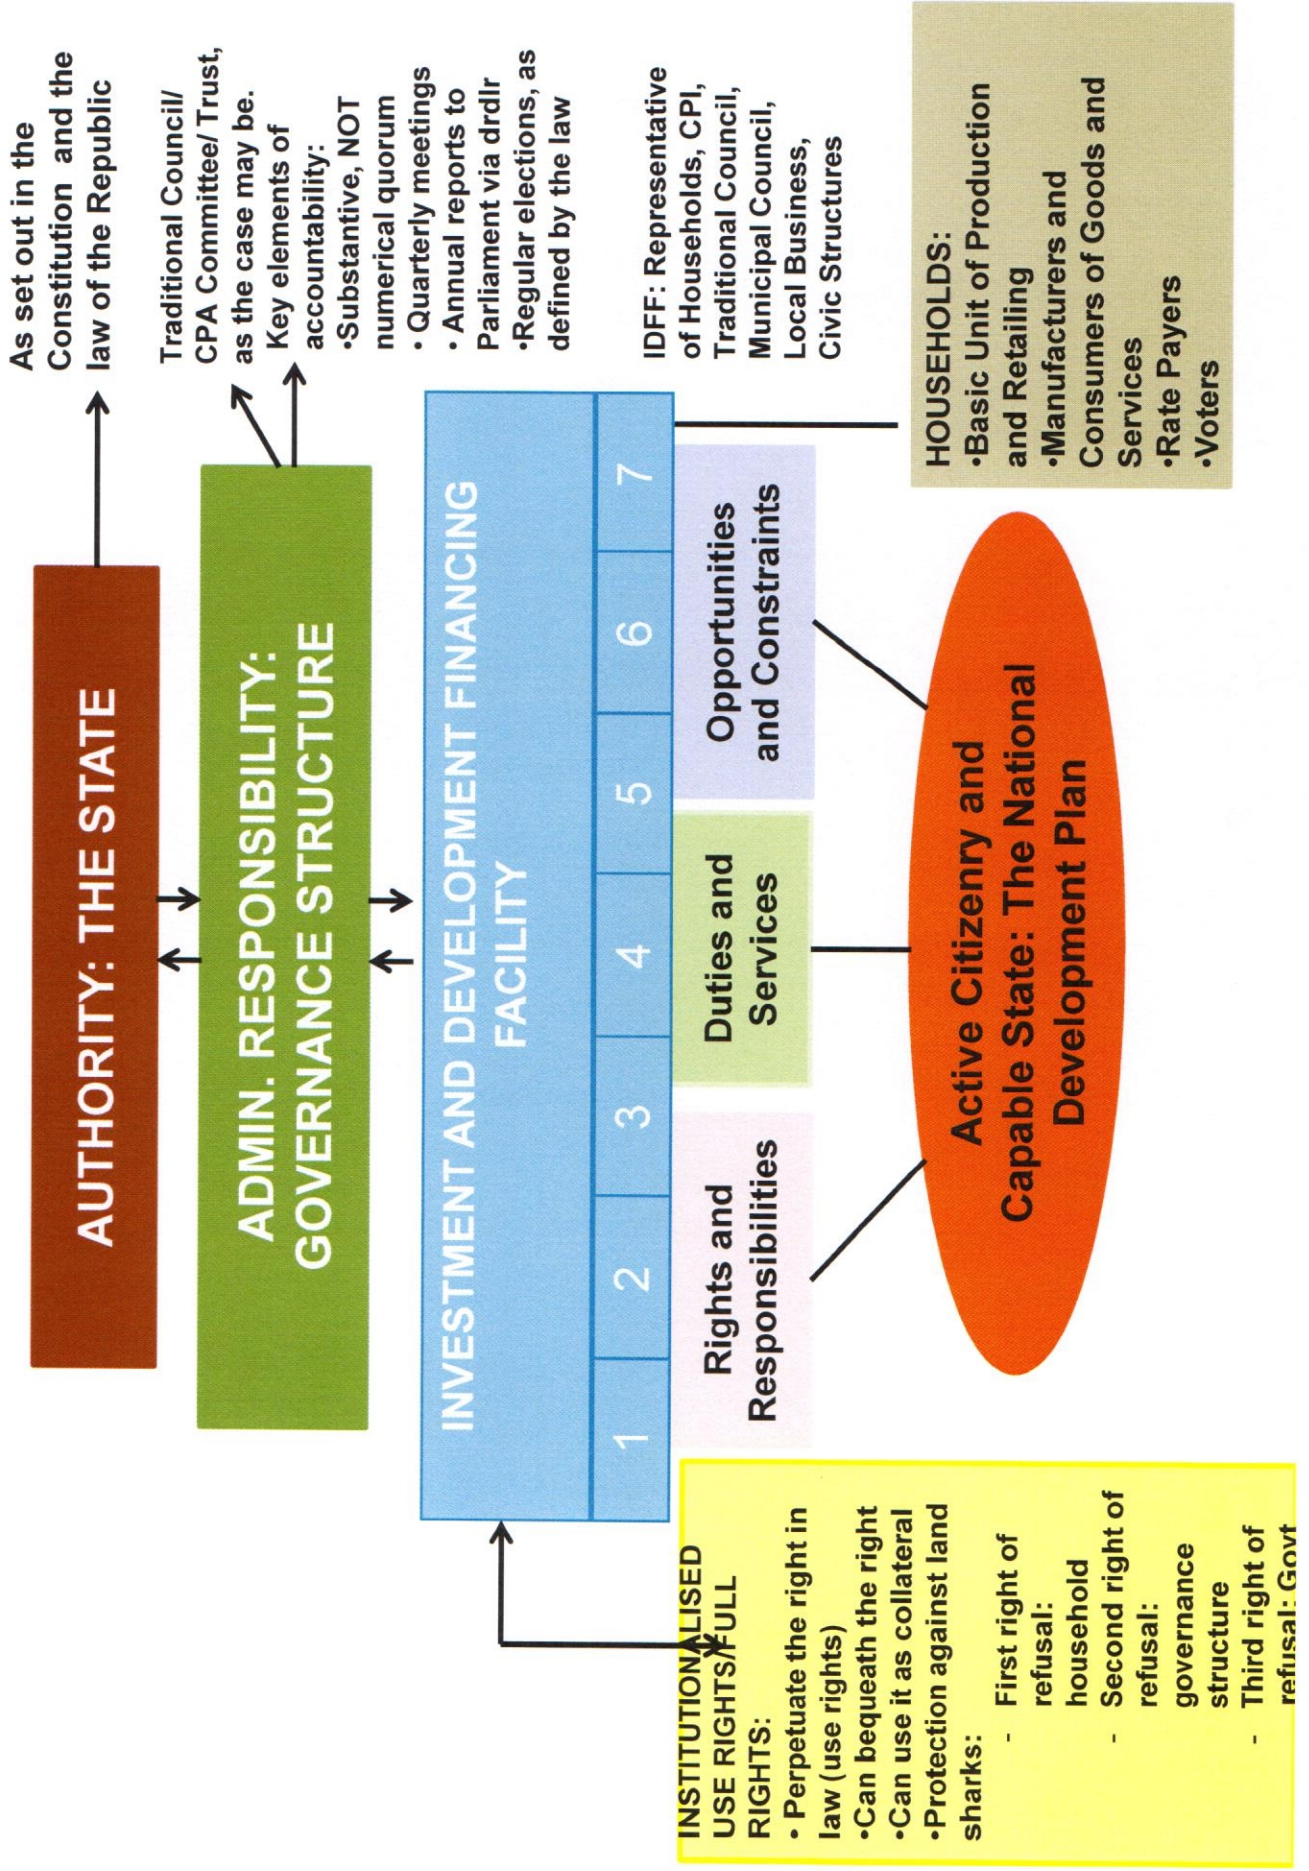 AUTHORITY: THE STATE
As set out in the
Constitution and the
law of the Republic
ADMIN. RESPONSIBILITY:
GOVERNANCE STRUCTURE
Traditional Council/
CPA Committee/ Trust,
as the case may be.
Key elements of
accountability:
•Substantive, NOT
numerical quorum
• Quarterly meetings
• Annual reports to
Parliament via drdlr
•Regular elections, as
defined by the law
INVESTMENT AND DEVELOPMENT FINANCING
FACILITY
1 2 3 4 5 6 7
IDFF: Representative
of Households, CPI,
Traditional Council,
Municipal Council,
Local Business,
Civic Structures
Rights and
Responsibilities
Duties and
Services
Opportunities
and Constraints
INSTITUTIONALISED
USE RIGHTS/FULL
RIGHTS:
• Perpetuate the right in
law (use rights)
•Can bequeath the right
•Can use it as collateral
•Protection against land
sharks:
- First right of
refusal:
household
- Second right of
refusal:
governance
structure
- Third right of
refusal: Govt
Active Citizenry and
Capable State: The National
Development Plan
HOUSEHOLDS:
•Basic Unit of Production
and Retailing
•Manufacturers and
Consumers of Goods and
Services
•Rate Payers
•Voters